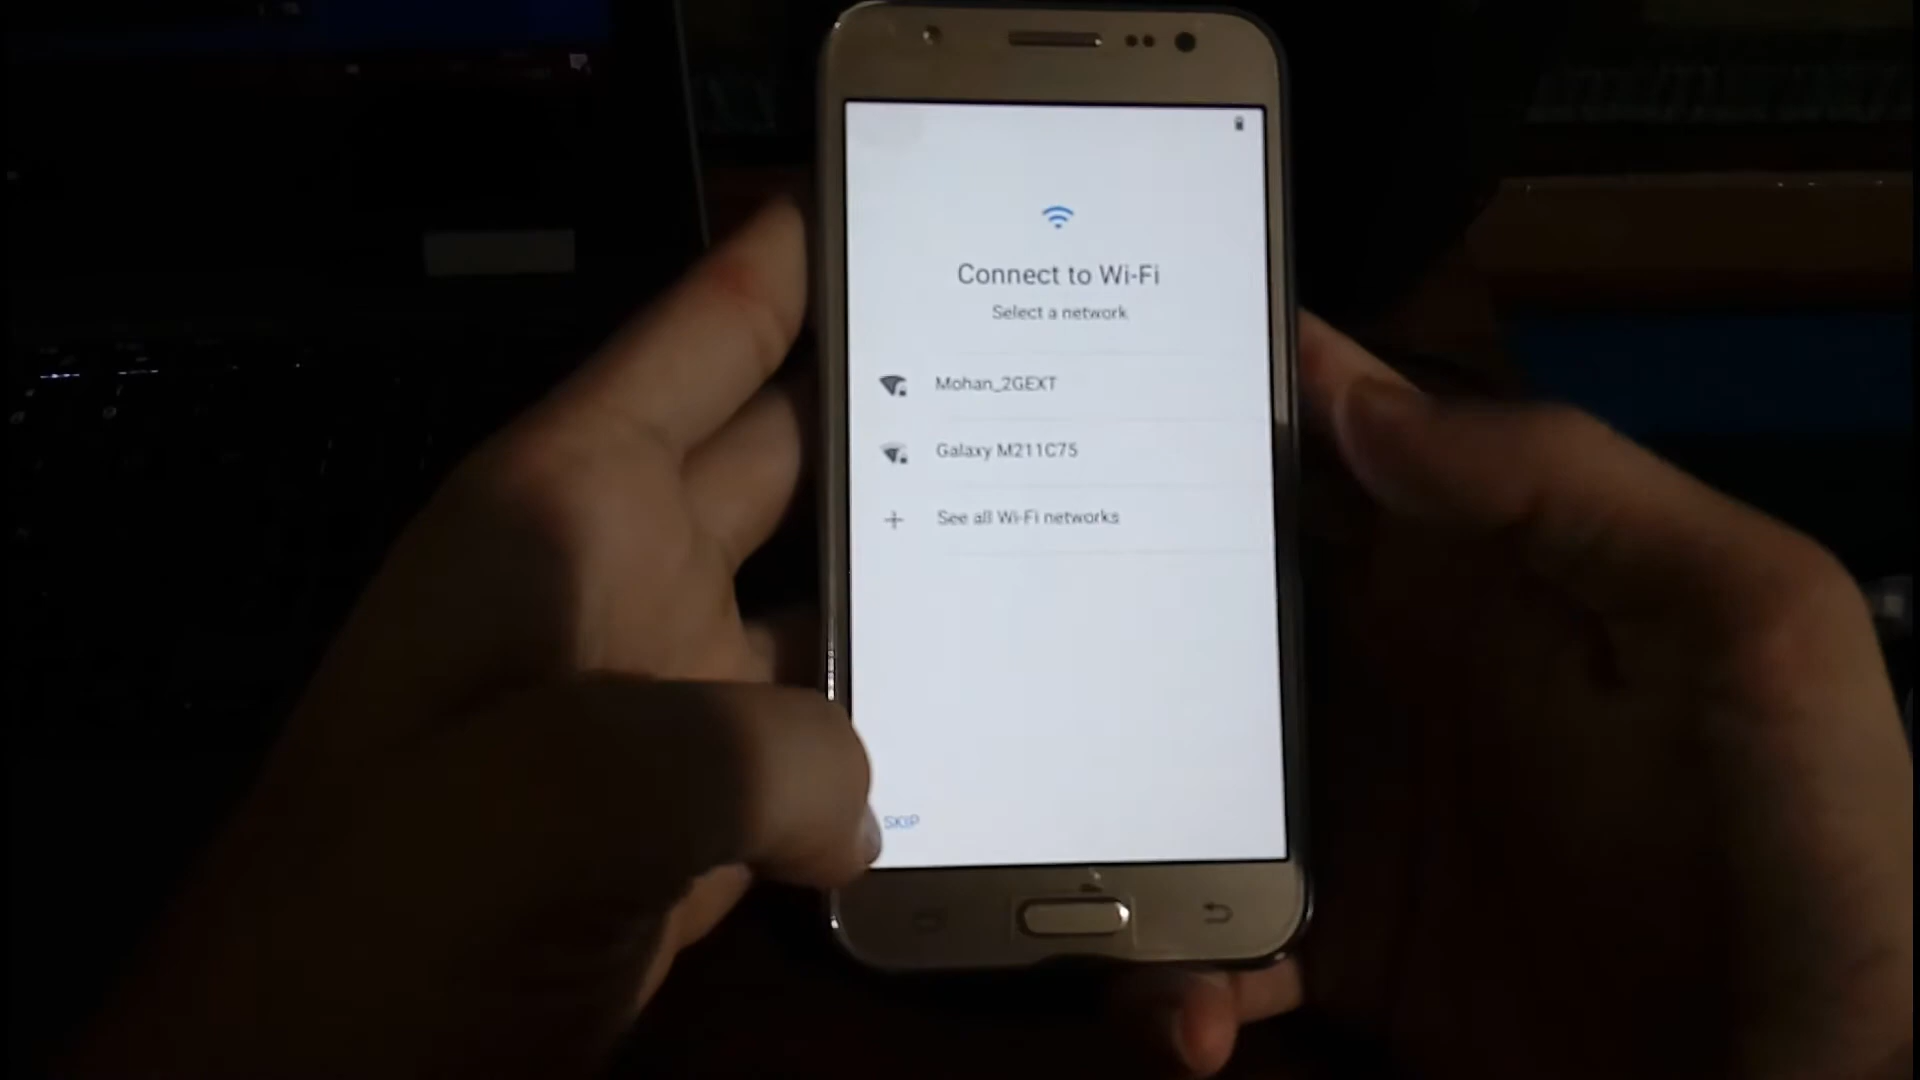 Connect to Wi-Fi
Select a network
Mohan_2GEXT
Galaxy M211C75
See all Wi-Fi networks
SKIP